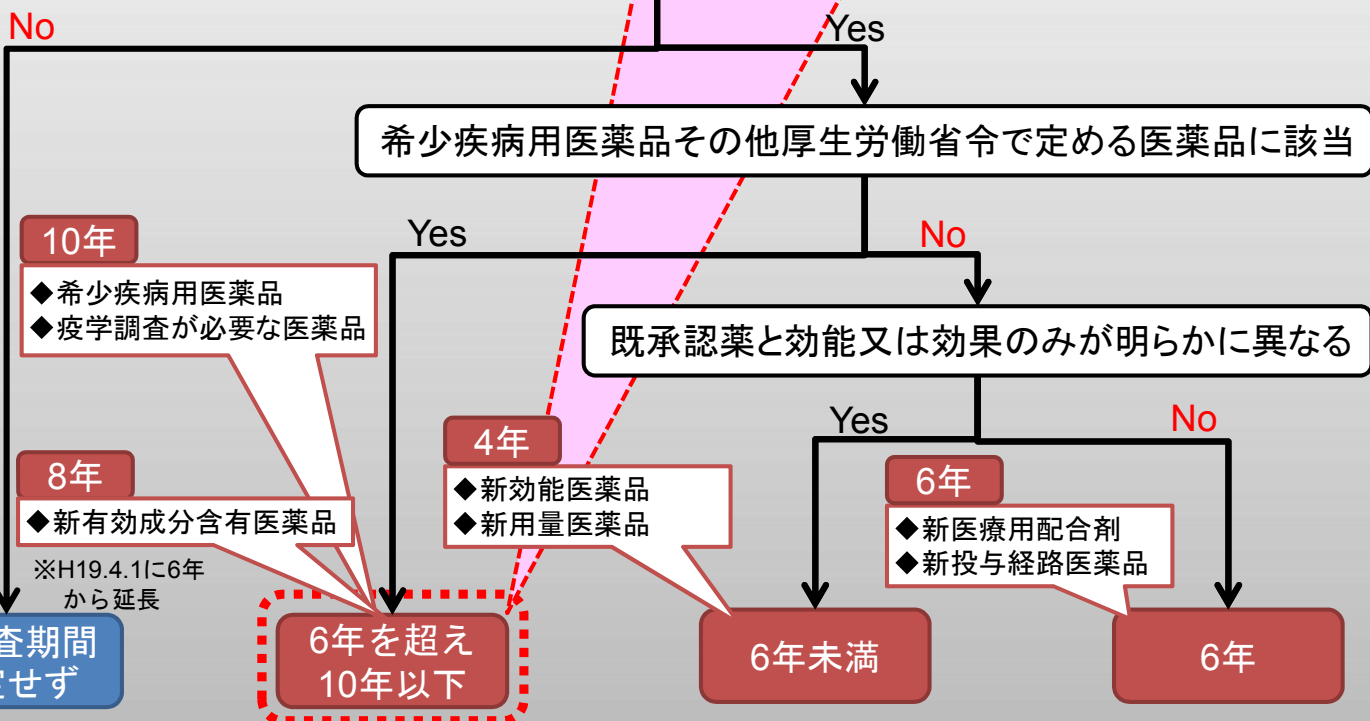 No
Yes
希少疾病用医薬品その他厚生労働省令で定める医薬品に該当
Yes
No
10年
◆希少疾病用医薬品
◆疫学調査が必要な医薬品
既承認薬と効能又は効果のみが明らかに異なる
Yes
No
8年
◆新有効成分含有医薬品
※H19.4.1に6年
から延長
4年
◆新効能医薬品
◆新用量医薬品
6年
◆新医療用配合剤
◆新投与経路医薬品
査期間
定せず
6年を超え
10年以下
6年未満
6年